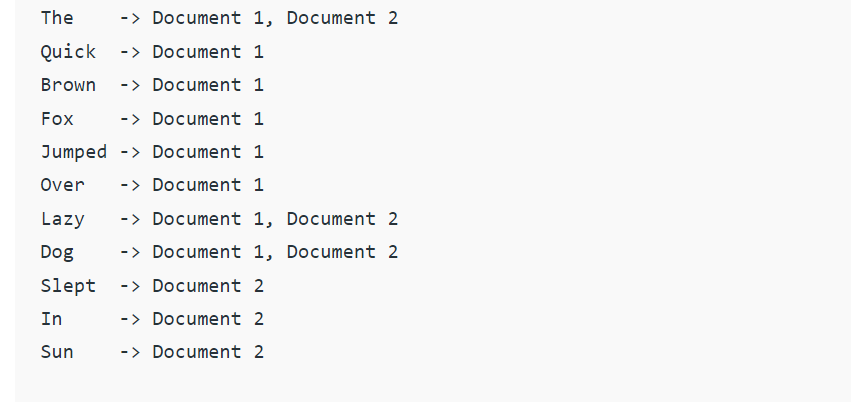 The    -> Document 1, Document 2
Quick  -> Document 1
Brown  -> Document 1
Fox    -> Document 1
Jumped -> Document 1
Over   -> Document 1
Lazy   -> Document 1, Document 2
Dog    -> Document 1, Document 2
Slept  -> Document 2
In     -> Document 2
Sun    -> Document 2